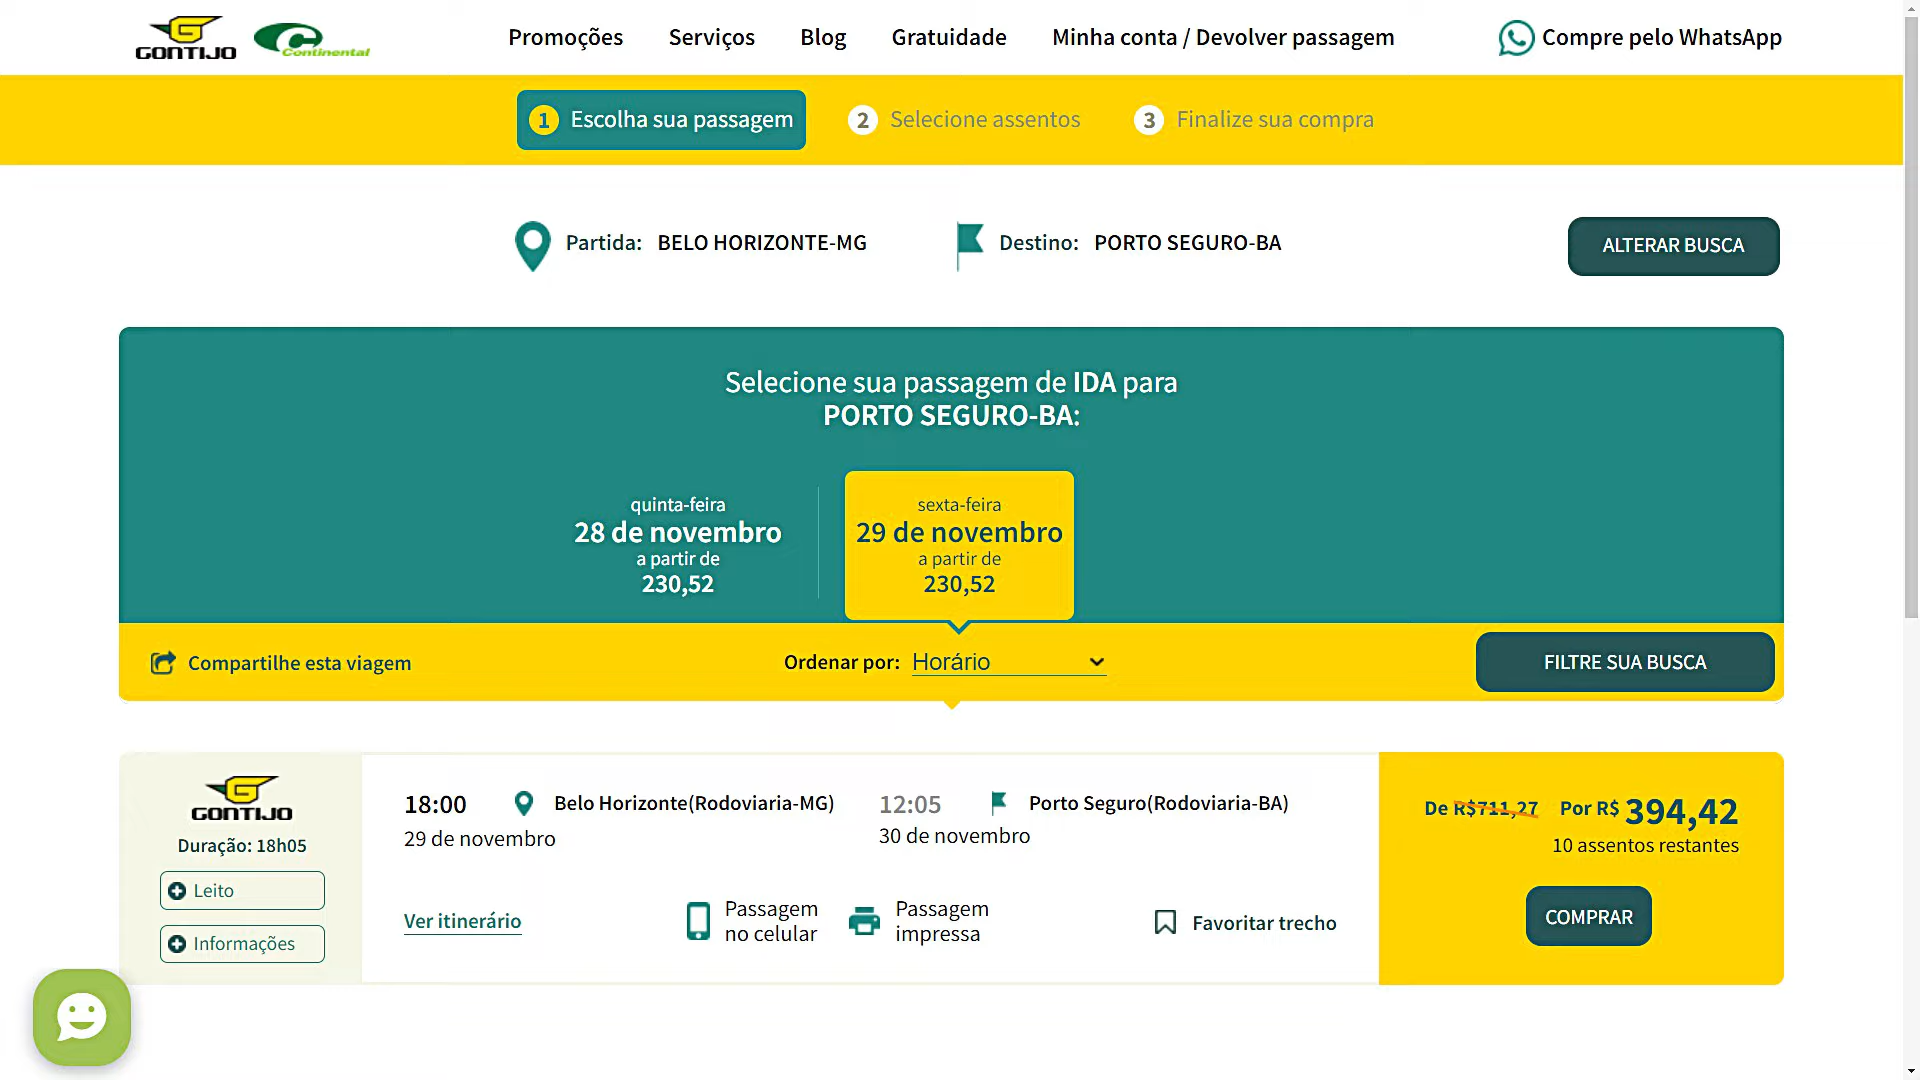 GONTIJO
Continental
Promoções
Serviços
Blog
Gratuidade
Minha conta / Devolver passagem
Compre pelo WhatsApp
1 Escolha sua passagem
2 Selecione assentos
3 Finalize sua compra
Partida: BELO HORIZONTE-MG
Destino: PORTO SEGURO-BA
ALTERAR BUSCA
Selecione sua passagem de IDA para
PORTO SEGURO-BA:
quinta-feira
28 de novembro
a partir de
230,52
sexta-feira
29 de novembro
a partir de
230,52
Compartilhe esta viagem
Ordenar por: Horário
FILTRE SUA BUSCA
GONTIJO
Duração: 18h05
Leito
Informações
18:00
Belo Horizonte(Rodoviaria-MG)
29 de novembro
12:05
Porto Seguro(Rodoviaria-BA)
30 de novembro
Ver itinerário
Passagem
no celular
Passagem
impressa
Favoritar trecho
De R$711,27 Por R$ 394,42
10 assentos restantes
COMPRAR